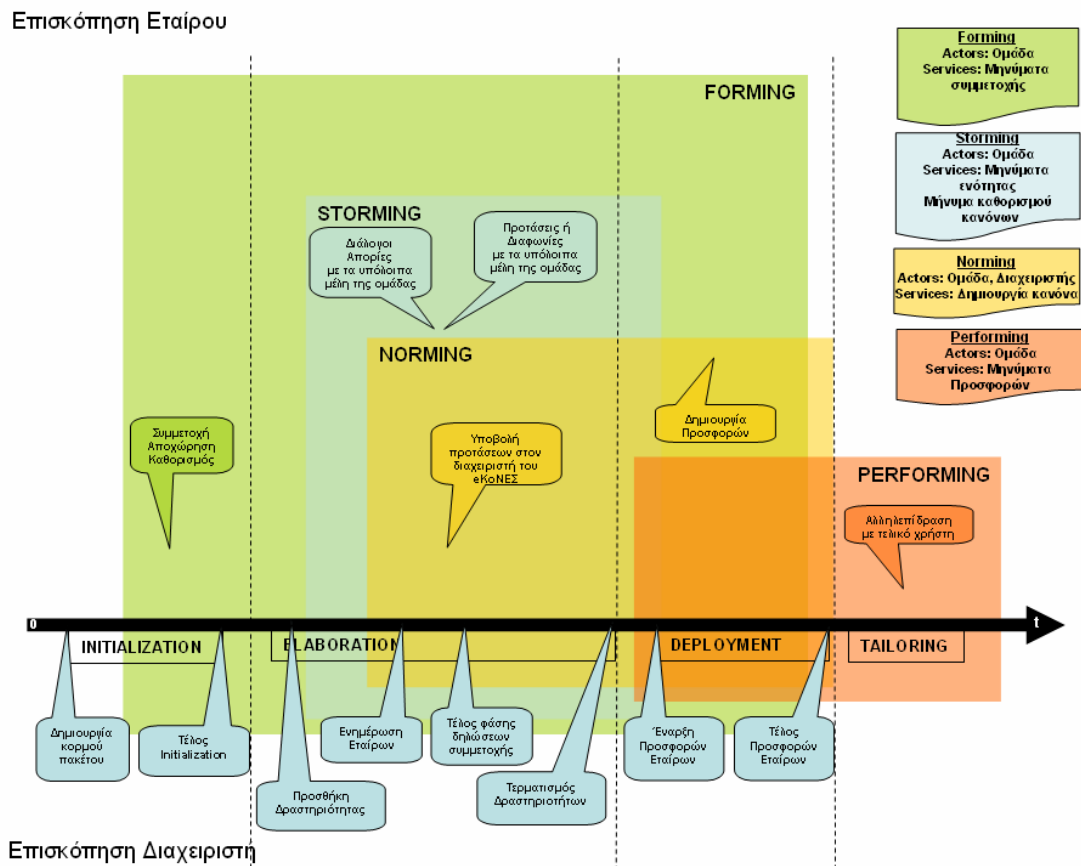 Επισκόπηση Εταίρου
FORMING
STORMING
Διάλογοι
Απορίες
με τα υπόλοιπα
μέλη της ομάδας
Προτάσεις ή
Διαφωνίες
με τα υπόλοιπα
μέλη της ομάδας
NORMING
Συμμετοχή
Αποχώρηση
Καθορισμός
Υποβολή
προτάσεων στον
διαχειριστή του
eKoNEΣ
Δημιουργία
Προσφορών
PERFORMING
Αλληλεπίδραση
με τελικό χρήστη
Forming
Actors: Ομάδα
Services: Μηνύματα
συμμετοχής
Storming
Actors: Ομάδα
Services: Μηνύματα
ενότητας
Μήνυμα καθορισμού
κανόνων
Norming
Actors: Ομάδα, Διαχειριστής
Services: Δημιουργία κανόνα
Performing
Actors: Ομάδα
Services: Μηνύματα
Προσφορών
0
t
INITIALIZATION
ELABORATION
DEPLOYMENT
TAILORING
Δημιουργία
κορμού
πακέτου
Τέλος
Initialization
Προσθήκη
Δραστηριότητας
Ενημέρωση
Εταίρων
Τέλος φάσης
δηλώσεων
συμμετοχής
Τερματισμός
Δραστηριοτήτων
Έναρξη
Προσφορών
Εταίρων
Τέλος
Προσφορών
Εταίρων
Επισκόπηση Διαχειριστή